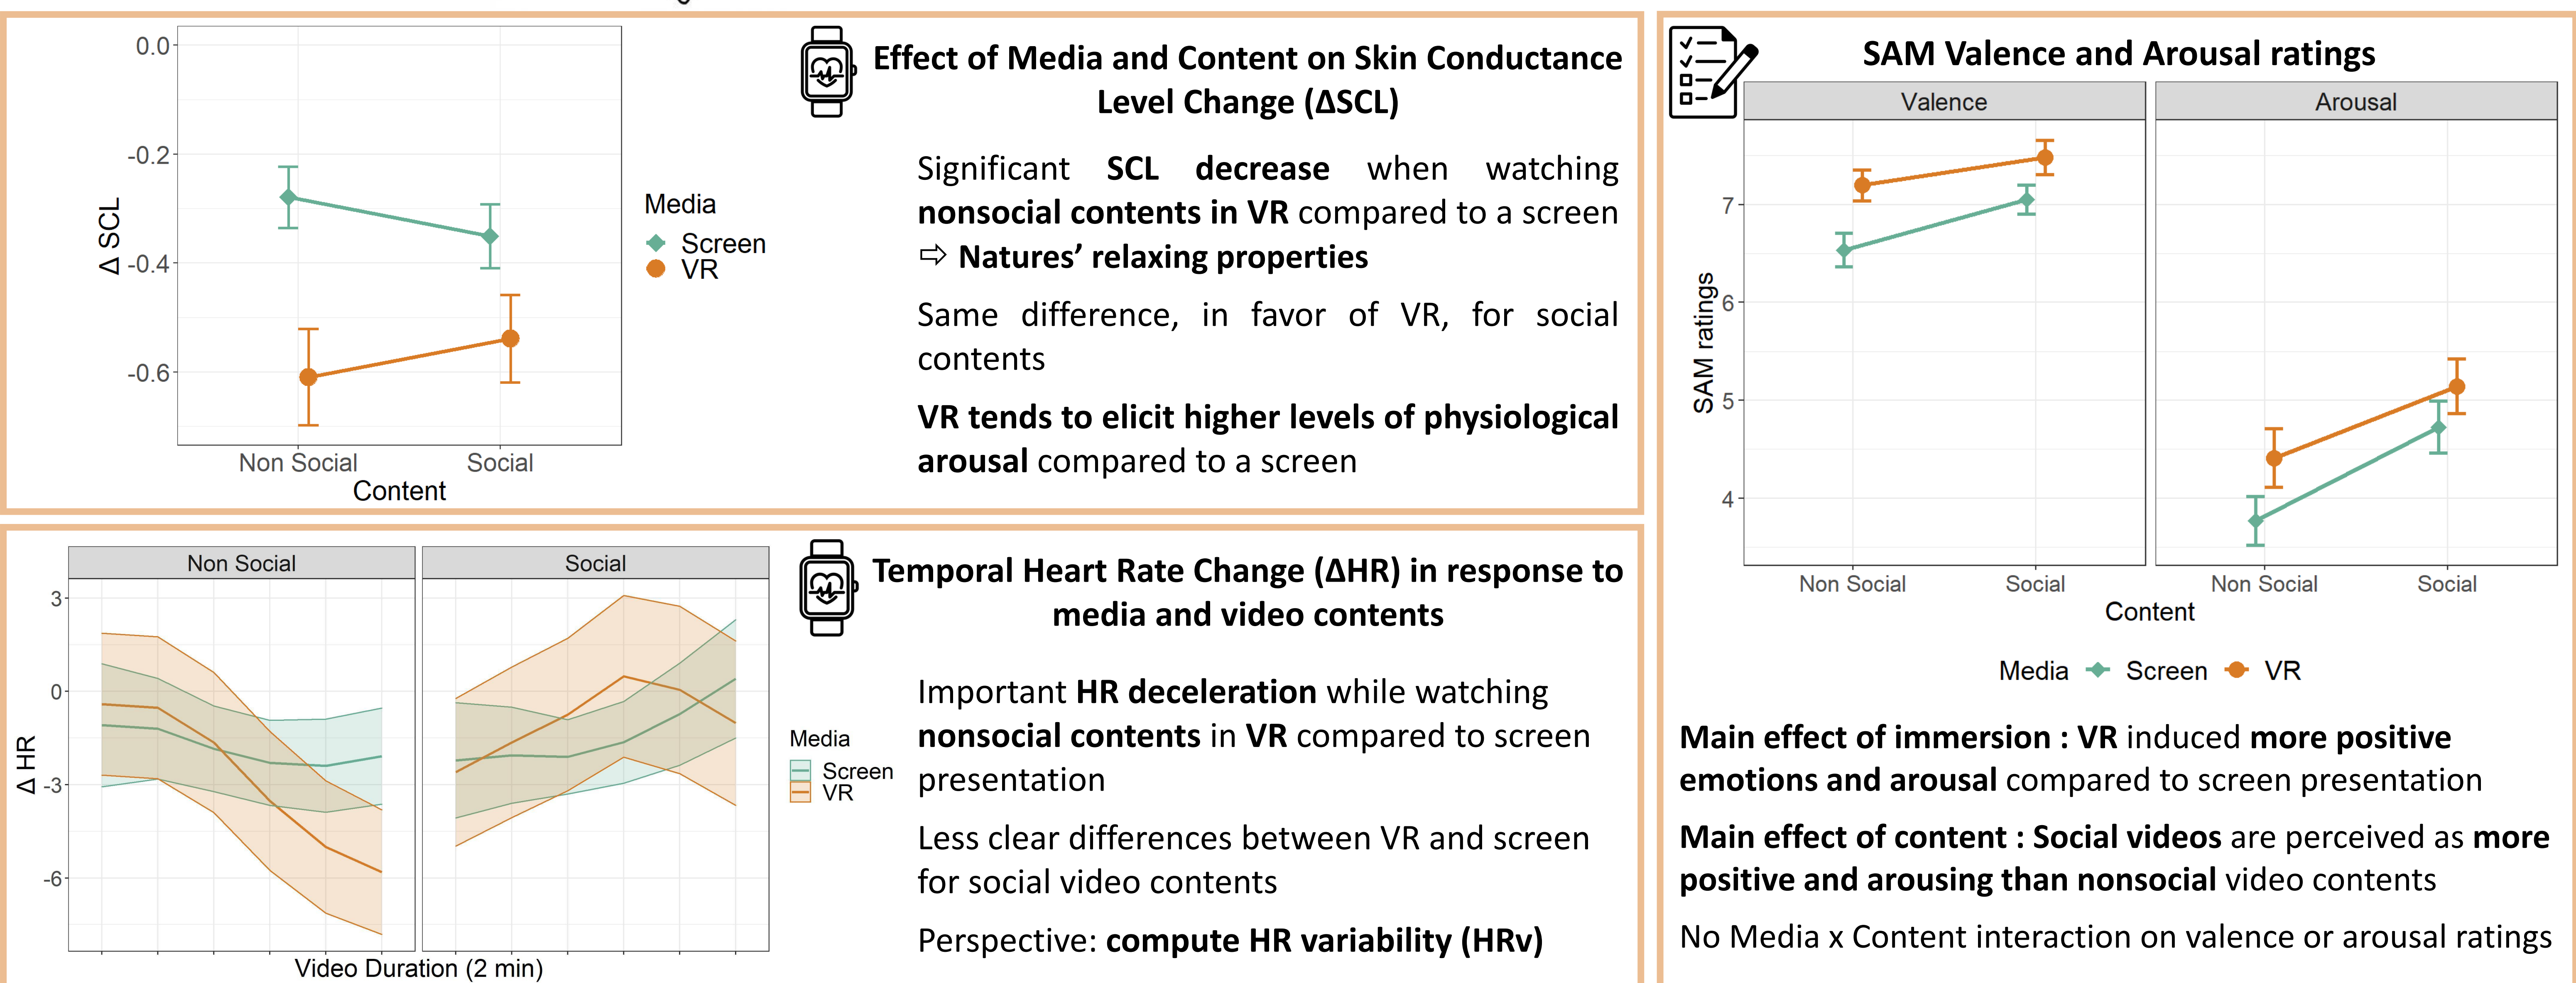 0.0
-0.2
-0.4
-0.6
Δ SCL
Non Social
Social
Content
Media
Screen
VR
Effect of Media and Content on Skin Conductance
Level Change (ΔSCL)
Significant SCL decrease when watching
nonsocial contents in VR compared to a screen
⇨ Natures’ relaxing properties
Same difference, in favor of VR, for social
contents
VR tends to elicit higher levels of physiological
arousal compared to a screen
Non Social
Social
3
0
-3
-6
Δ HR
Video Duration (2 min)
Media
Screen
VR
Temporal Heart Rate Change (ΔHR) in response to
media and video contents
Important HR deceleration while watching
nonsocial contents in VR compared to screen
presentation
Less clear differences between VR and screen
for social video contents
Perspective: compute HR variability (HRv)
SAM Valence and Arousal ratings
Valence
Arousal
7
6
5
4
SAM ratings
Non Social
Social
Non Social
Social
Content
Media Screen VR
Main effect of immersion : VR induced more positive
emotions and arousal compared to screen presentation
Main effect of content : Social videos are perceived as more
positive and arousing than nonsocial video contents
No Media x Content interaction on valence or arousal ratings